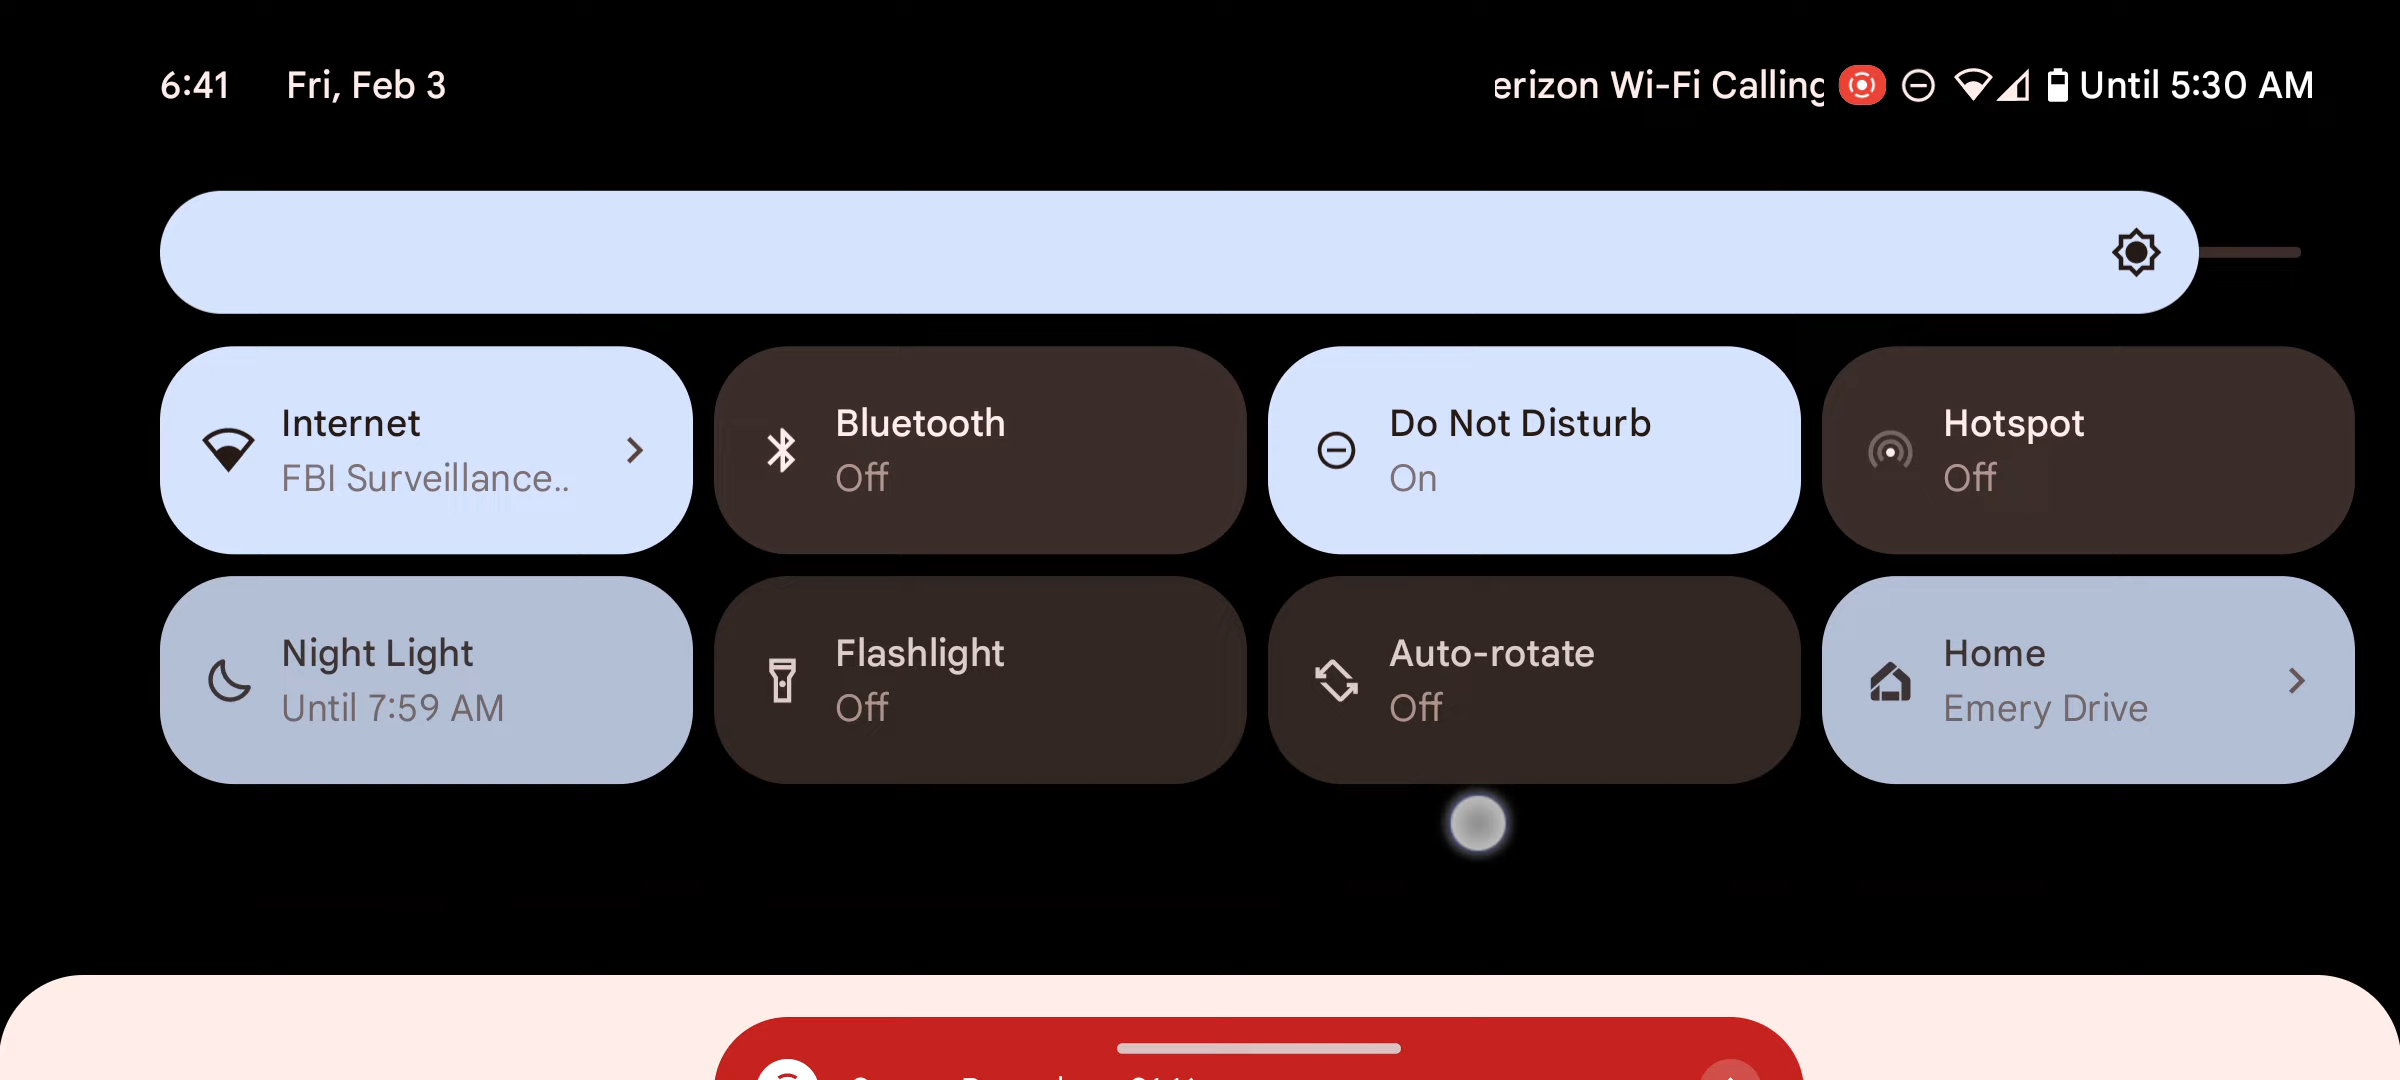 6:41 Fri, Feb 3 erizon Wi-Fi Calling Until 5:30 AM
Internet
FBI Surveillance..
Bluetooth
Off
Do Not Disturb
On
Hotspot
Off
Night Light
Until 7:59 AM
Flashlight
Off
Auto-rotate
Off
Home
Emery Drive